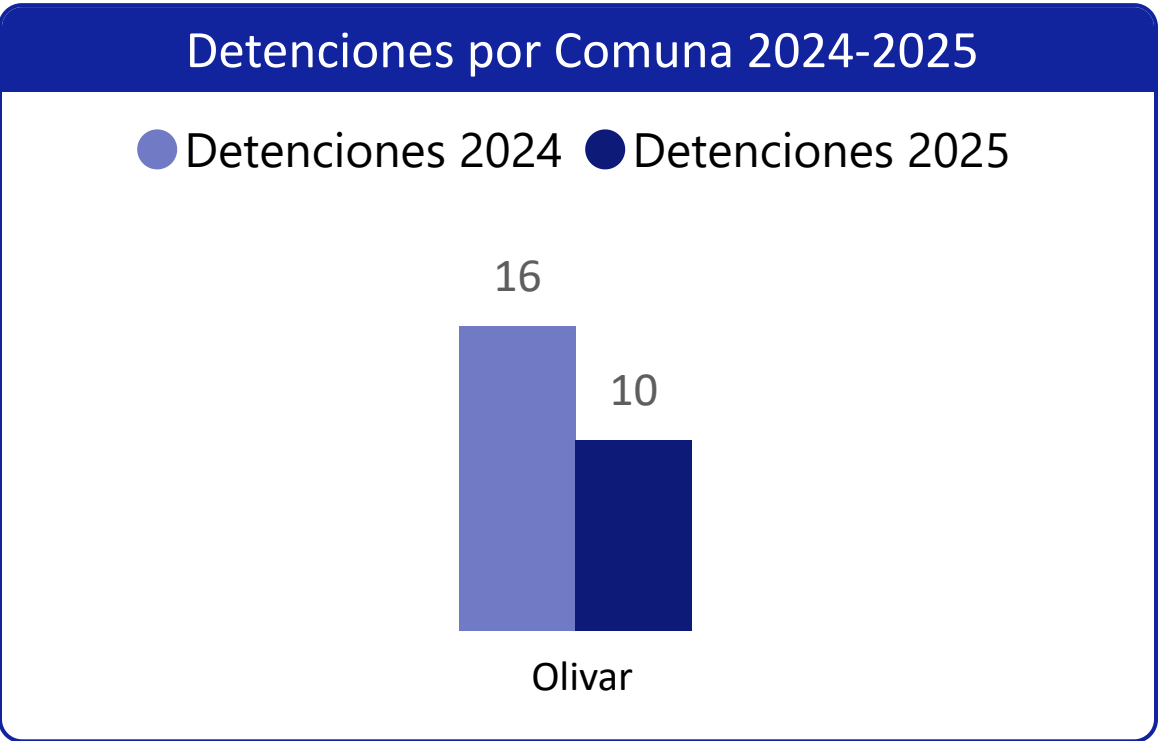 Detenciones por Comuna 2024-2025
Detenciones 2024 Detenciones 2025
16
10
Olivar